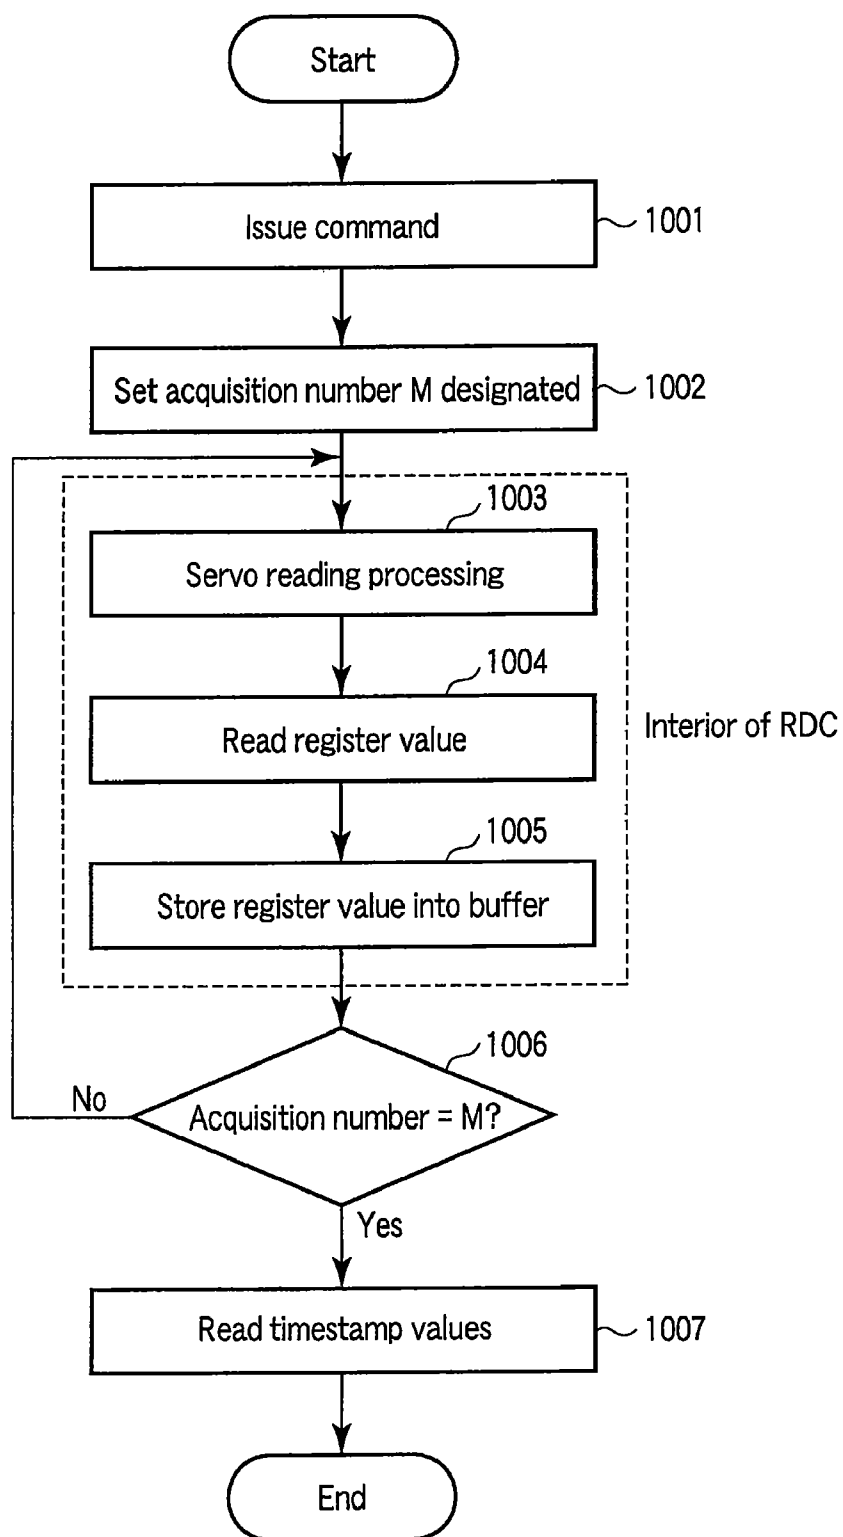 Start
Issue command
1001
Set acquisition number M designated
1002
1003
Servo reading processing
1004
Read register value
Interior of RDC
1005
Store register value into buffer
1006
No
Acquisition number = M?
Yes
Read timestamp values
1007
End